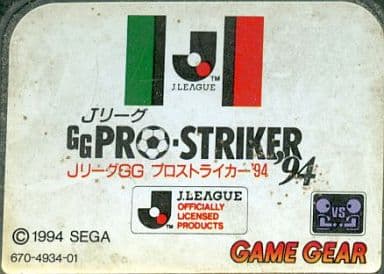 J
J.LEAGUE™
Jリーグ
GG PRO・STRIKER '94
JリーグGG プロストライカー'94
J
J.LEAGUE
OFFICIALLY
LICENSED
PRODUCTS
VS
© 1994 SEGA
670-4934-01
GAME GEAR